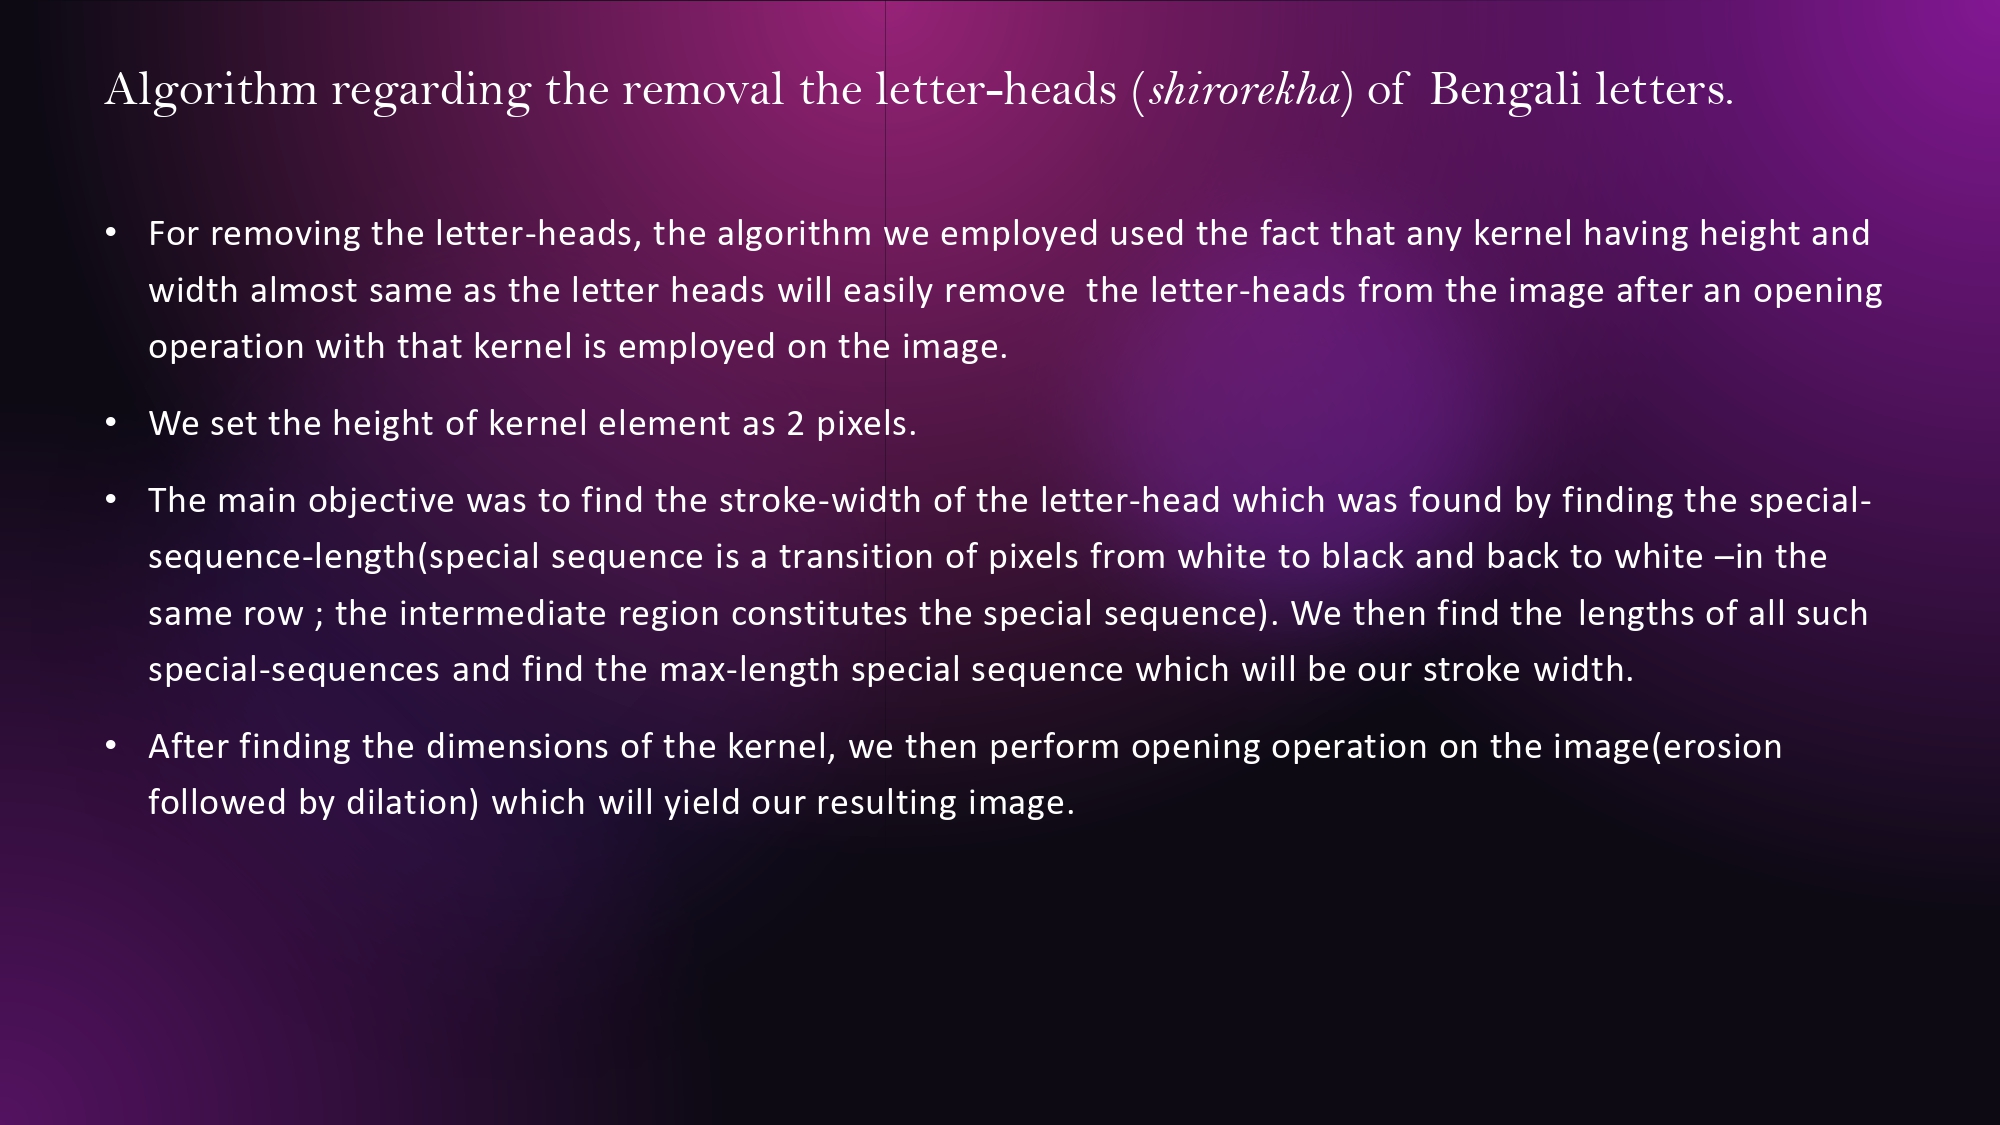 Algorithm regarding the removal the letter-heads (shirorekha) of  Bengali letters.
• For removing the letter-heads, the algorithm we employed used the fact that any kernel having height and
width almost same as the letter heads will easily remove  the letter-heads from the image after an opening
operation with that kernel is employed on the image.
• We set the height of kernel element as 2 pixels.
• The main objective was to find the stroke-width of the letter-head which was found by finding the special-
sequence-length(special sequence is a transition of pixels from white to black and back to white –in the
same row ; the intermediate region constitutes the special sequence). We then find the lengths of all such
special-sequences and find the max-length special sequence which will be our stroke width.
• After finding the dimensions of the kernel, we then perform opening operation on the image(erosion
followed by dilation) which will yield our resulting image.